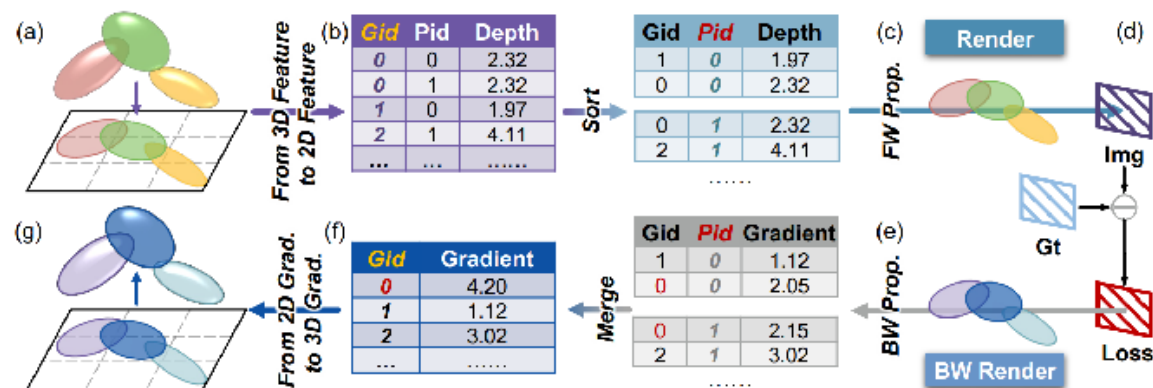 (a)
From 3D Feature
to 2D Feature
(b)
Gid Pid Depth
0 0 2.32
0 1 2.32
1 0 1.97
2 1 4.11
... ... ......
Sort
Gid Pid Depth
1 0 1.97
0 0 2.32
0 1 2.32
2 1 4.11
......
(c)
FW Prop.
Render
(d)
Img
Gt
Loss
(e)
BW Prop.
BW Render
Gid Pid Gradient
1 0 1.12
0 0 2.05
0 1 2.15
2 1 3.02
......
Merge
(f)
Gid Gradient
0 4.20
1 1.12
2 3.02
... ......
From 2D Grad.
to 3D Grad.
(g)